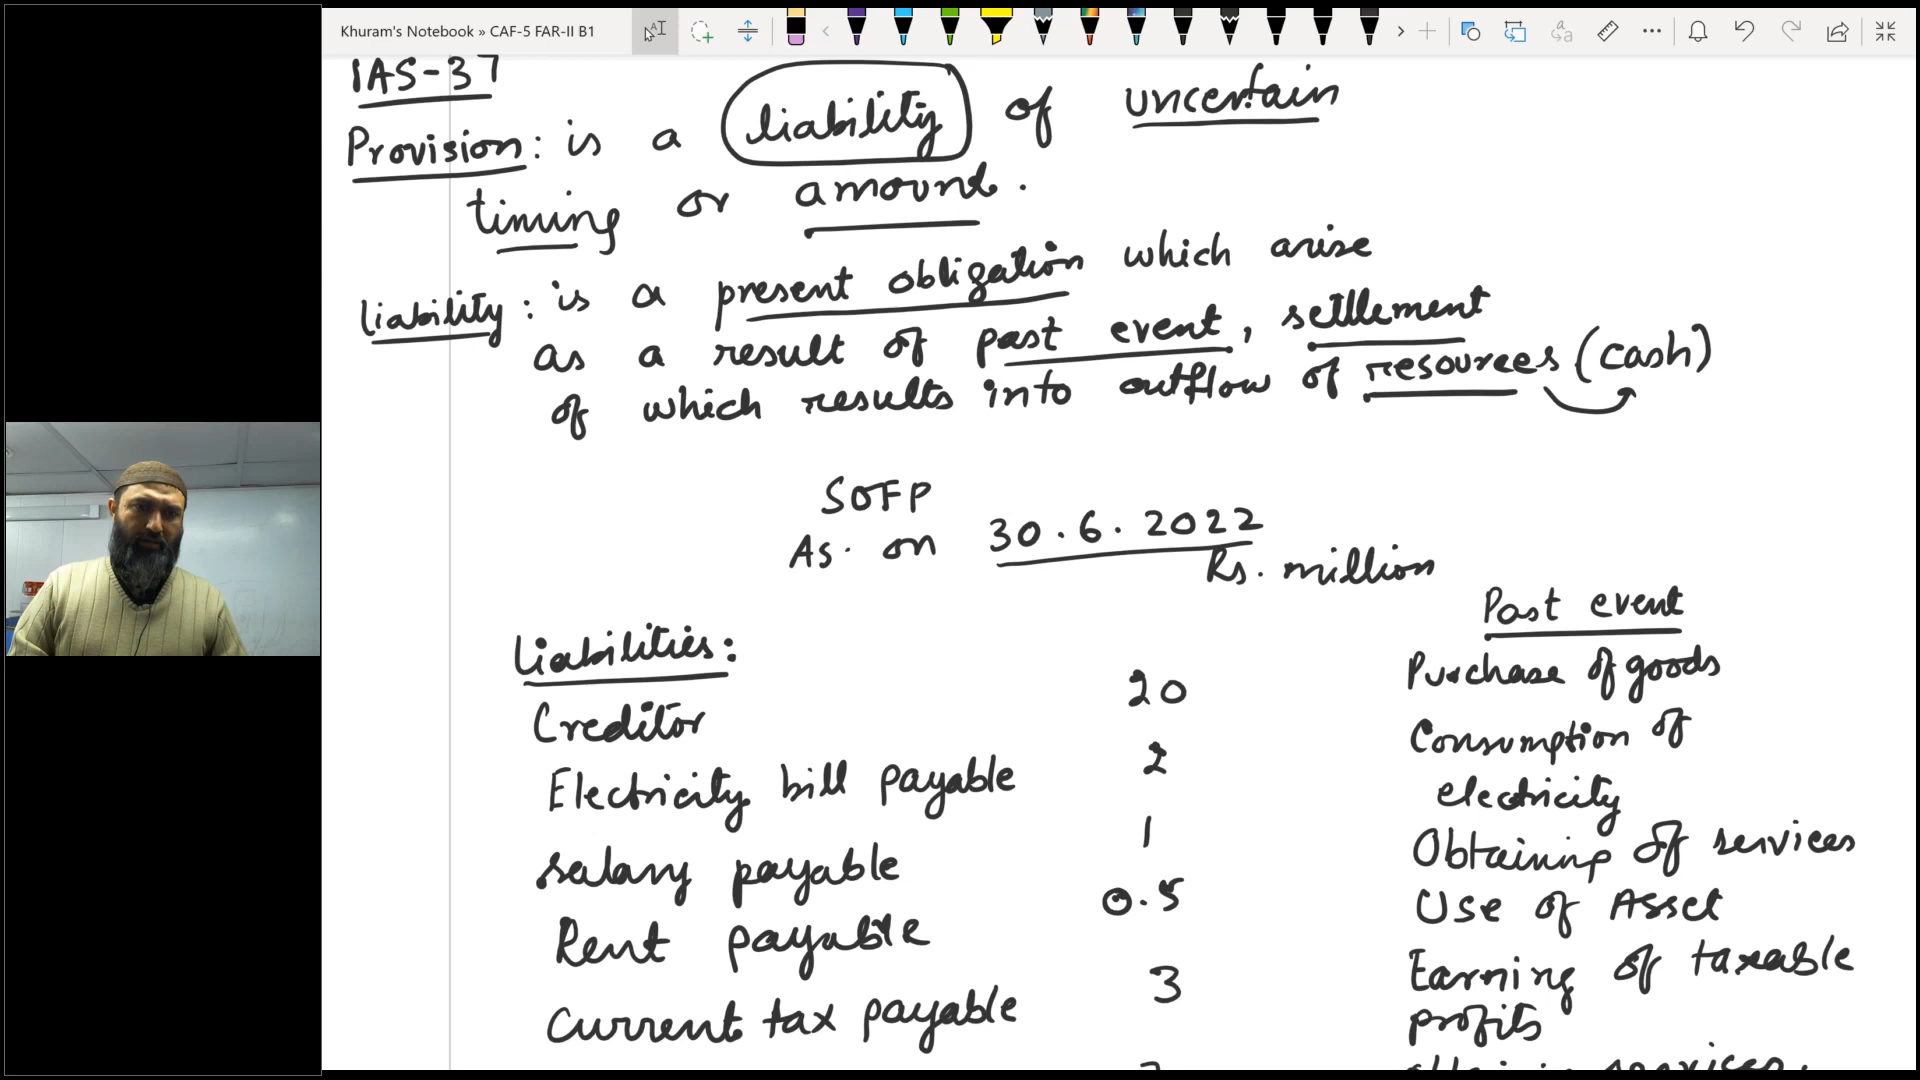 Khuram's Notebook » CAF-5 FAR-II B1
IAS-37
Provision: is a liability of uncertain
timing or amount.
liability: is a present obligation which arise
as a result of past event, settlement
of which results into outflow of resources (cash)
SOFP
As. on 30.6.2022
Rs. million
Past event
Liabilities:
Creditor 20 Purchase of goods
Electricity bill payable 2 Consumption of
electricity
Salary payable 1 Obtaining of services
Rent payable 0.5 Use of Asset
Current tax payable 3 Earning of taxable
profits
services.